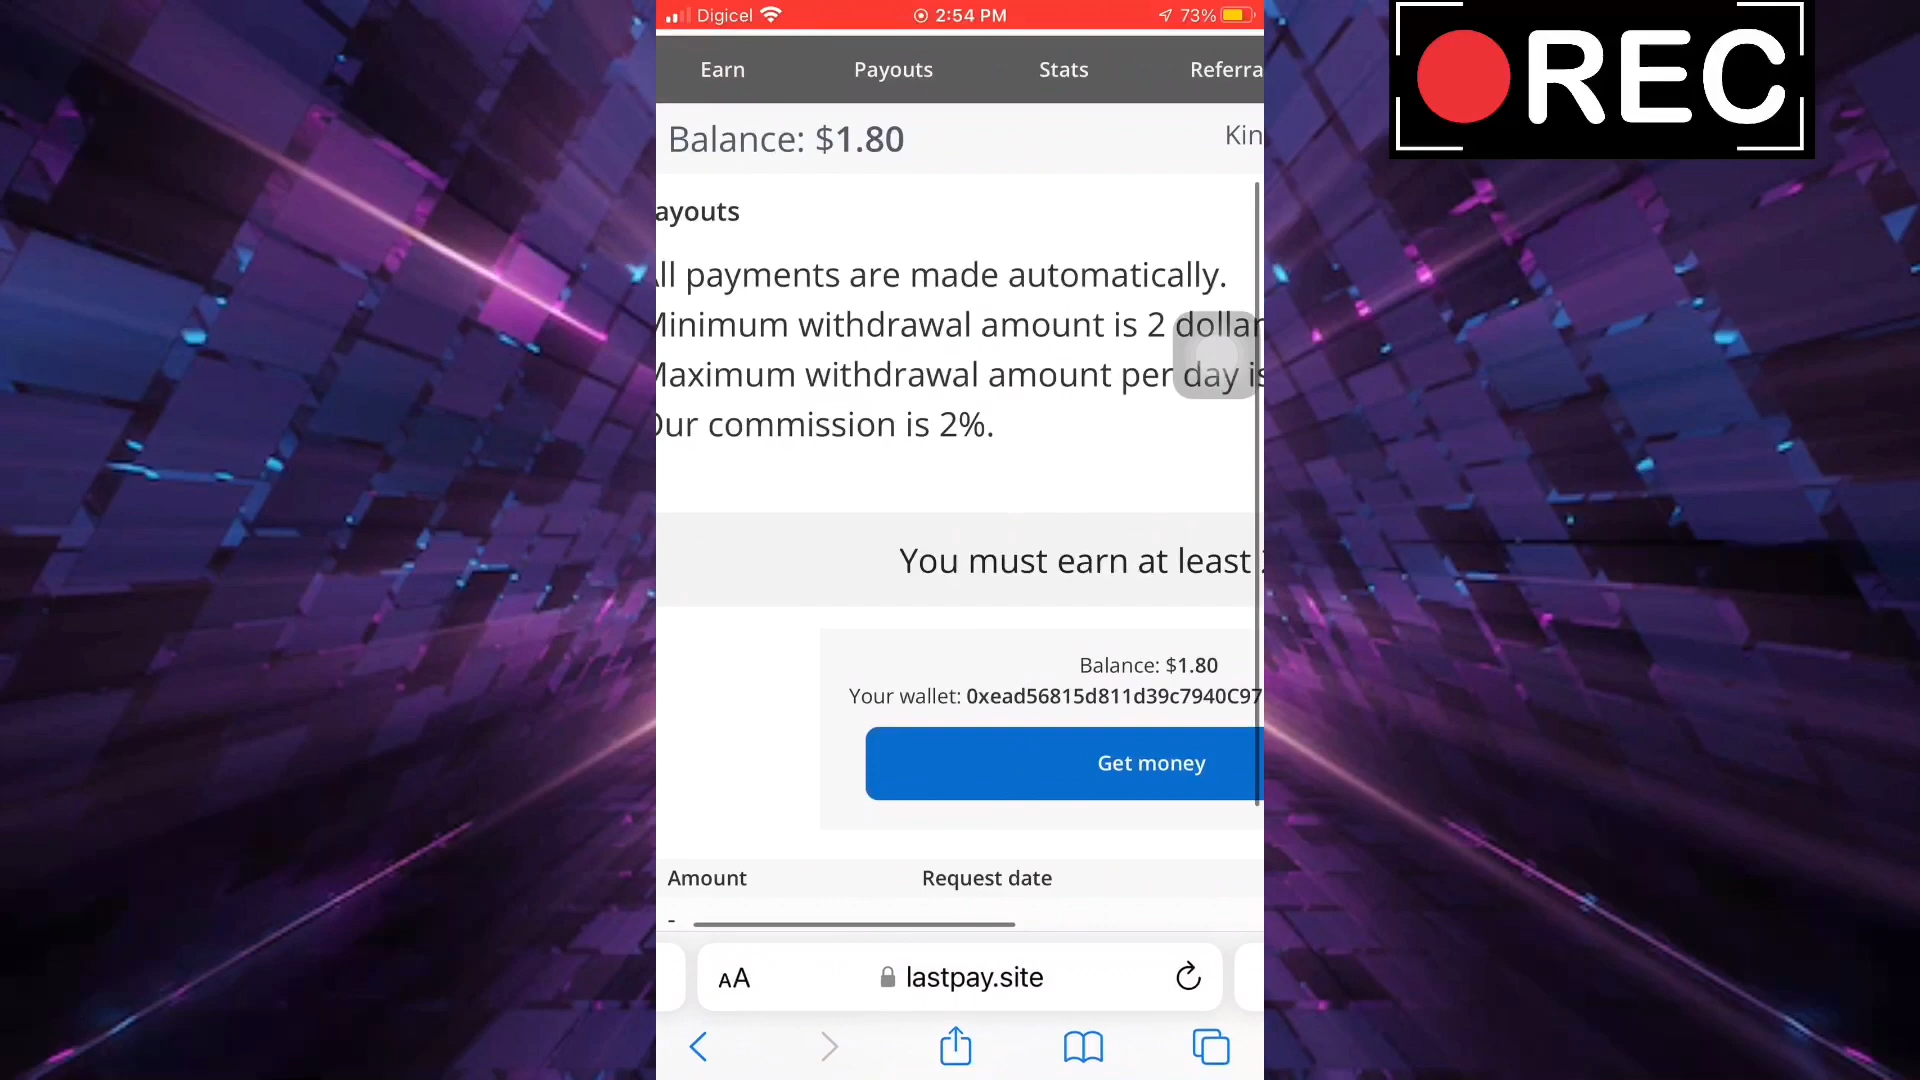 Digicel 2:54 PM 73%
REC
Earn Payouts Stats Referra
Balance: $1.80 Kin
ayouts
ll payments are made automatically.
Minimum withdrawal amount is 2 dollar
Maximum withdrawal amount per day is
Our commission is 2%.
You must earn at least
Balance: $1.80
Your wallet: 0xead56815d811d39c7940C97
Get money
Amount Request date
-
AA lastpay.site